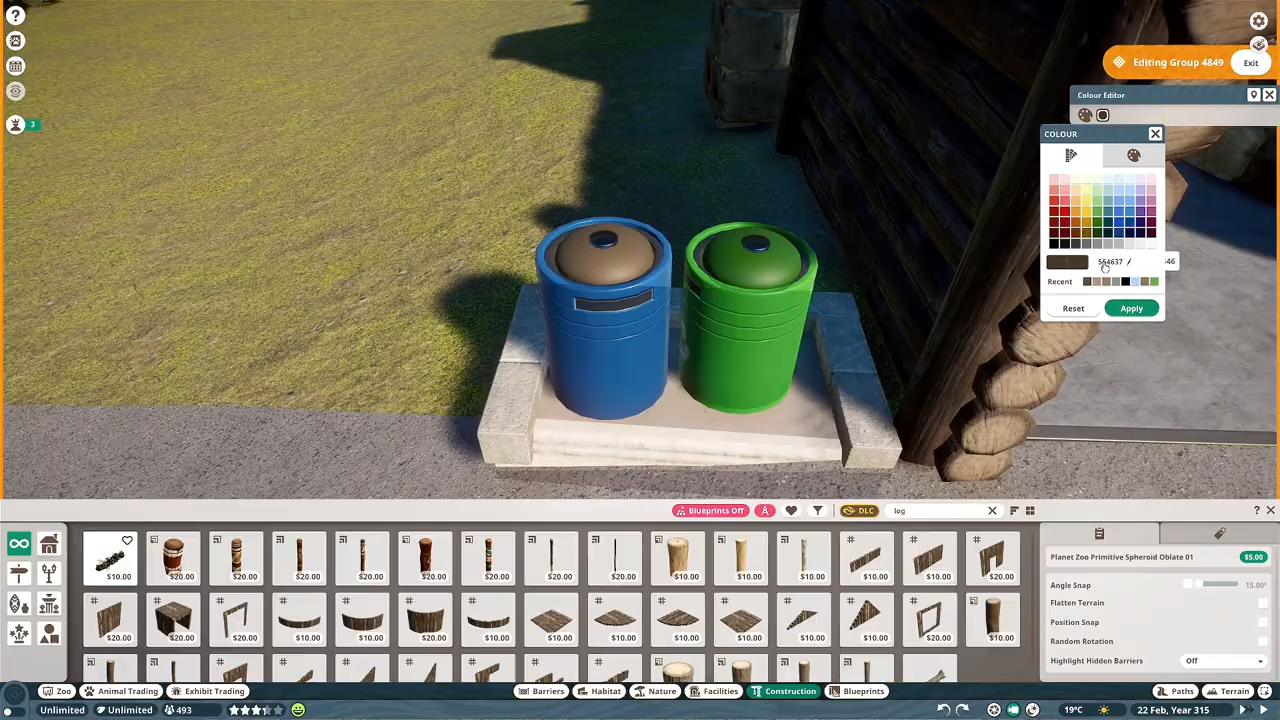 ?
Editing Group 4849
Exit
Colour Editor
3
COLOUR
554637 /
46
Recent
Reset
Apply
Blueprints Off
DLC
log
?
$10.00
$20.00
$20.00
$20.00
$20.00
$20.00
$20.00
$20.00
$20.00
$10.00
$10.00
$10.00
$10.00
$10.00
$20.00
$20.00
$20.00
$20.00
$10.00
$10.00
$20.00
$10.00
$10.00
$10.00
$10.00
$10.00
$10.00
$10.00
$20.00
$10.00
Planet Zoo Primitive Spheroid Oblate 01
$5.00
Angle Snap
15.00°
Flatten Terrain
Position Snap
Random Rotation
Highlight Hidden Barriers
Off
Zoo
Animal Trading
Exhibit Trading
Barriers
Habitat
Nature
Facilities
Construction
Blueprints
Paths
Terrain
Unlimited
Unlimited
493
19°C
22 Feb, Year 315